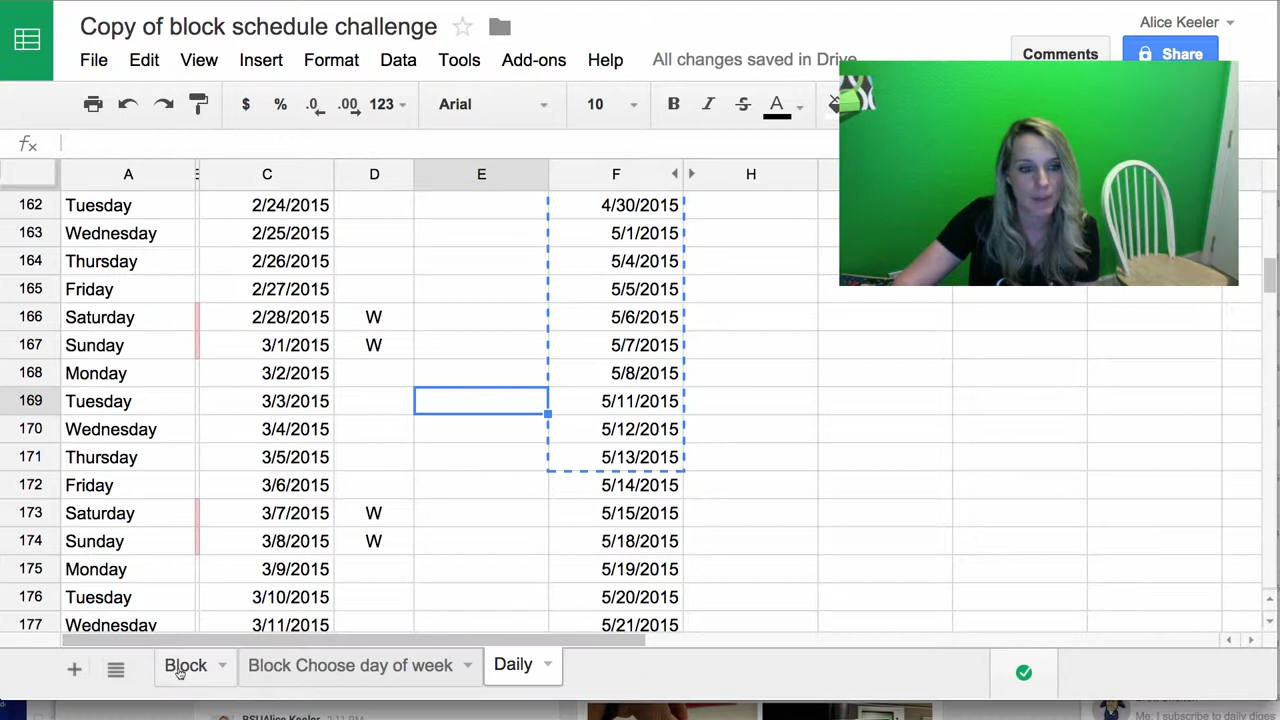 Copy of block schedule challenge
Alice Keeler
File Edit View Insert Format Data Tools Add-ons Help All changes saved in Drive
Comments Share
$ % .0 .00 123 Arial 10 B I S A
fx
A C D E F H
162 Tuesday 2/24/2015 4/30/2015
163 Wednesday 2/25/2015 5/1/2015
164 Thursday 2/26/2015 5/4/2015
165 Friday 2/27/2015 5/5/2015
166 Saturday 2/28/2015 W 5/6/2015
167 Sunday 3/1/2015 W 5/7/2015
168 Monday 3/2/2015 5/8/2015
169 Tuesday 3/3/2015 5/11/2015
170 Wednesday 3/4/2015 5/12/2015
171 Thursday 3/5/2015 5/13/2015
172 Friday 3/6/2015 5/14/2015
173 Saturday 3/7/2015 W 5/15/2015
174 Sunday 3/8/2015 W 5/18/2015
175 Monday 3/9/2015 5/19/2015
176 Tuesday 3/10/2015 5/20/2015
177 Wednesday 3/11/2015 5/21/2015
+ Block Block Choose day of week Daily
Me: I subscribe to daily diges